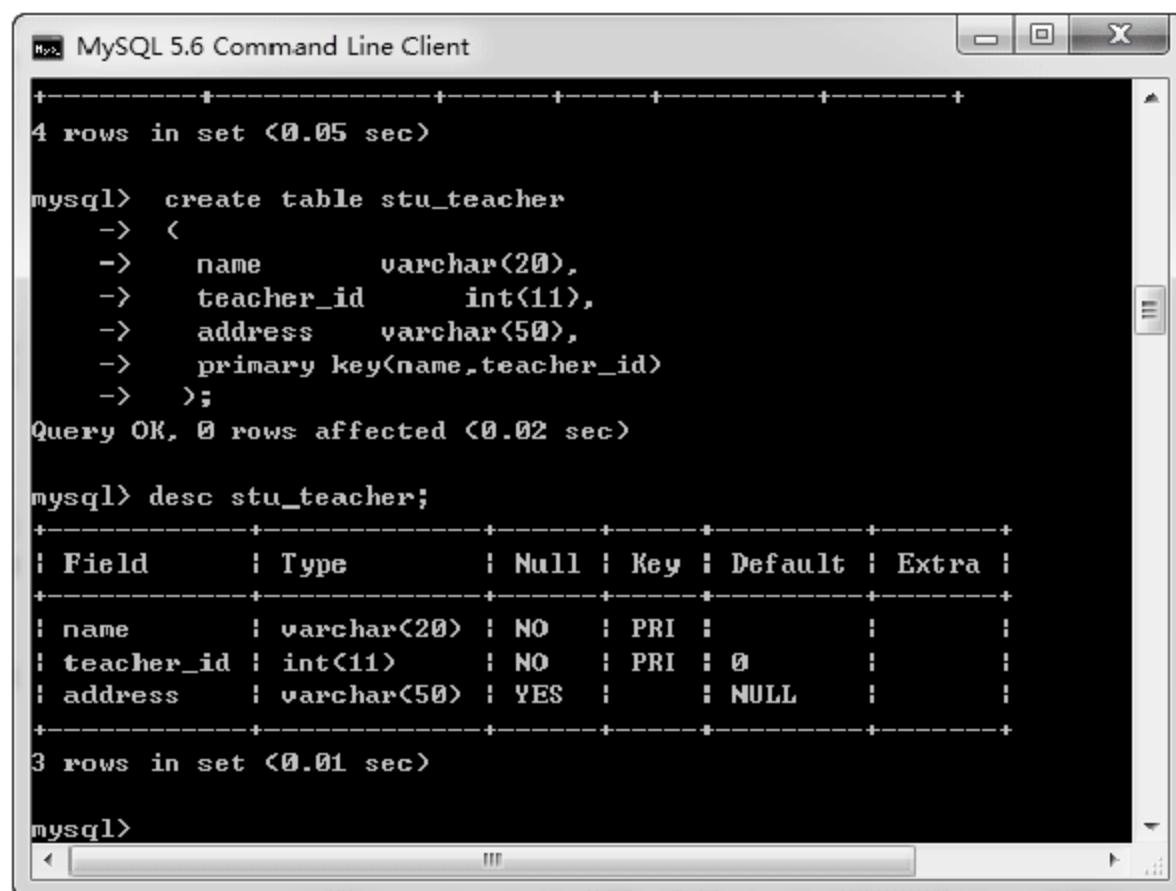 MySQL 5.6 Command Line Client
+----------+--------------+-------+------+----------+--------+
4 rows in set (0.05 sec)
mysql>  create table stu_teacher
    ->  (
    ->    name       varchar(20),
    ->    teacher_id      int(11),
    ->    address    varchar(50),
    ->    primary key(name,teacher_id)
    ->   );
Query OK, 0 rows affected (0.02 sec)
mysql> desc stu_teacher;
+-------------+-------------+------+-----+---------+-------+
| Field       | Type        | Null | Key | Default | Extra |
+-------------+-------------+------+-----+---------+-------+
| name        | varchar(20) | NO   | PRI |         |       |
| teacher_id  | int(11)     | NO   | PRI | 0       |       |
| address     | varchar(50) | YES  |     | NULL    |       |
+-------------+-------------+------+-----+---------+-------+
3 rows in set (0.01 sec)
mysql>